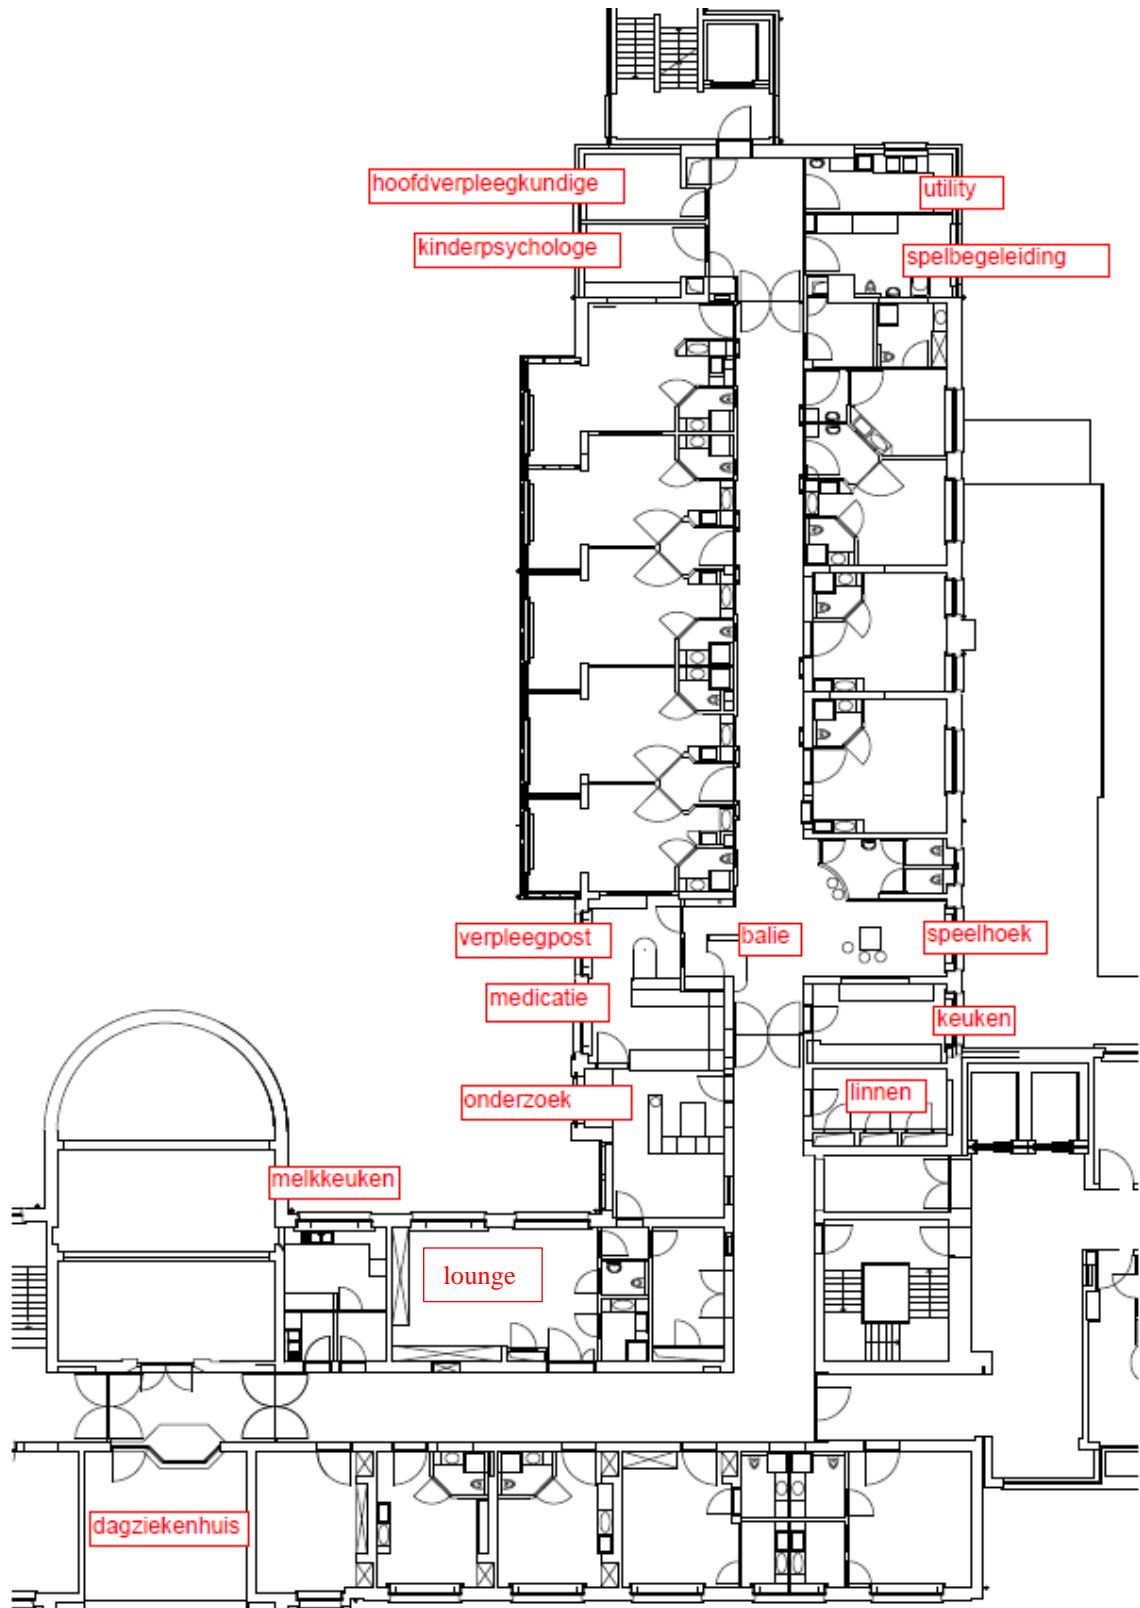 hoofdverpleegkundige
utility
kinderpsychologe
spelbegeleiding
verpleegpost
balie
speelhoek
medicatie
keuken
onderzoek
linnen
melkkeuken
lounge
dagziekenhuis